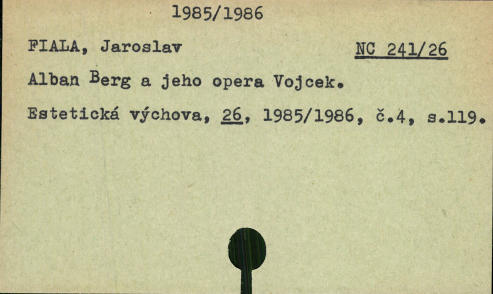 1985/1986
FIALA, Jaroslav NC 241/26
Alban Berg a jeho opera Vojcek.
Estetická výchova, 26, 1985/1986, č.4, s.119.